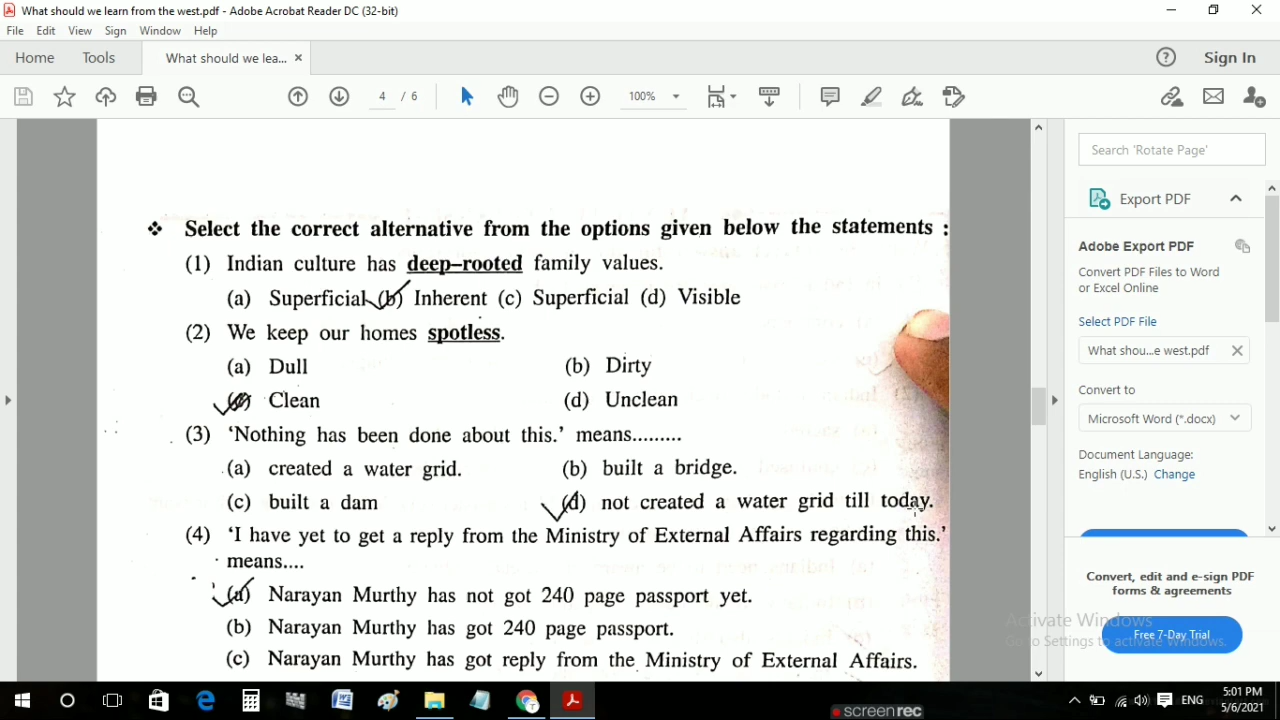 What should we learn from the west.pdf - Adobe Acrobat Reader DC (32-bit)
File Edit View Sign Window Help
Home Tools What should we lea... × Sign In
4 / 6 100%
Search 'Rotate Page'
Export PDF
Adobe Export PDF
Convert PDF Files to Word
or Excel Online
Select PDF File
What shou...e west.pdf
Convert to
Microsoft Word (*.docx)
Document Language:
English (U.S.) Change
Convert, edit and e-sign PDF
forms & agreements
Free 7-Day Trial
Activate Windows
Go to Settings to activate Windows.
❖ Select the correct alternative from the options given below the statements :
(1) Indian culture has deep-rooted family values.
(a) Superficial (b) Inherent (c) Superficial (d) Visible
(2) We keep our homes spotless.
(a) Dull (b) Dirty
(c) Clean (d) Unclean
(3) 'Nothing has been done about this.' means.........
(a) created a water grid. (b) built a bridge.
(c) built a dam (d) not created a water grid till today.
(4) 'I have yet to get a reply from the Ministry of External Affairs regarding this.'
means....
(a) Narayan Murthy has not got 240 page passport yet.
(b) Narayan Murthy has got 240 page passport.
(c) Narayan Murthy has got reply from the Ministry of External Affairs.
ENG 5:01 PM
5/6/2021
screenrec